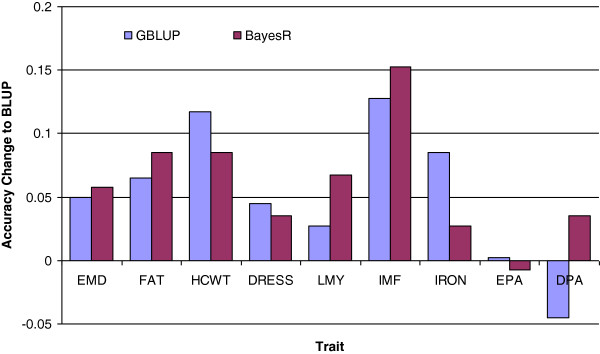 0.2
GBLUP BayesR
0.15
0.1
0.05
0
-0.05
Accuracy Change to BLUP
EMD FAT HCWT DRESS LMY IMF IRON EPA DPA
Trait